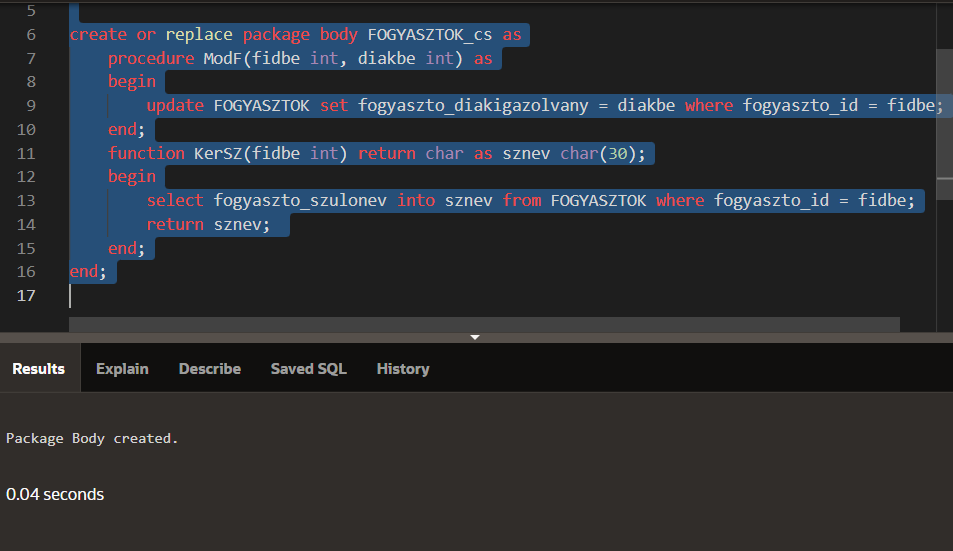 5
6 create or replace package body FOGYASZTOK_cs as
7 procedure ModF(fidbe int, diakbe int) as
8 begin
9 update FOGYASZTOK set fogyaszto_diakigazolvany = diakbe where fogyaszto_id = fidbe;
10 end;
11 function KerSZ(fidbe int) return char as sznev char(30);
12 begin
13 select fogyaszto_szulonev into sznev from FOGYASZTOK where fogyaszto_id = fidbe;
14 return sznev;
15 end;
16 end;
17
Results Explain Describe Saved SQL History
Package Body created.
0.04 seconds